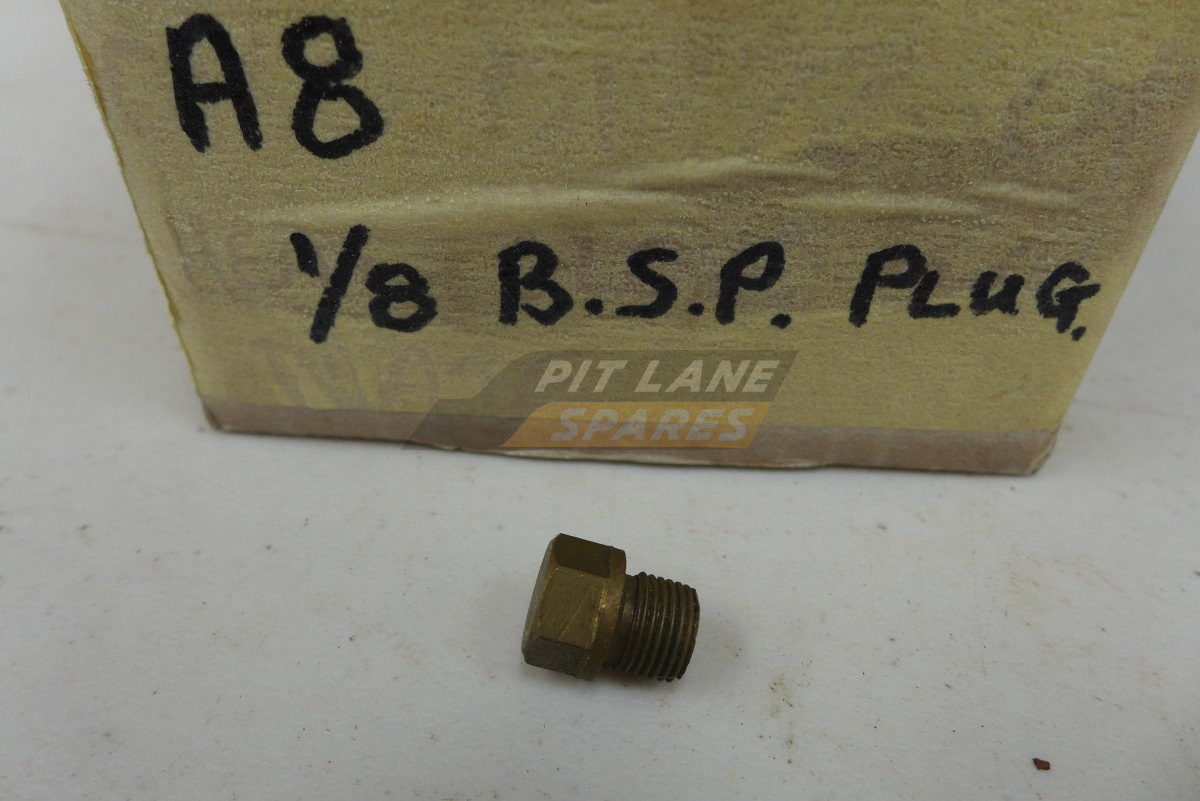 A8
1/8 B.S.P. PLUG.
PIT LANE
SPARES